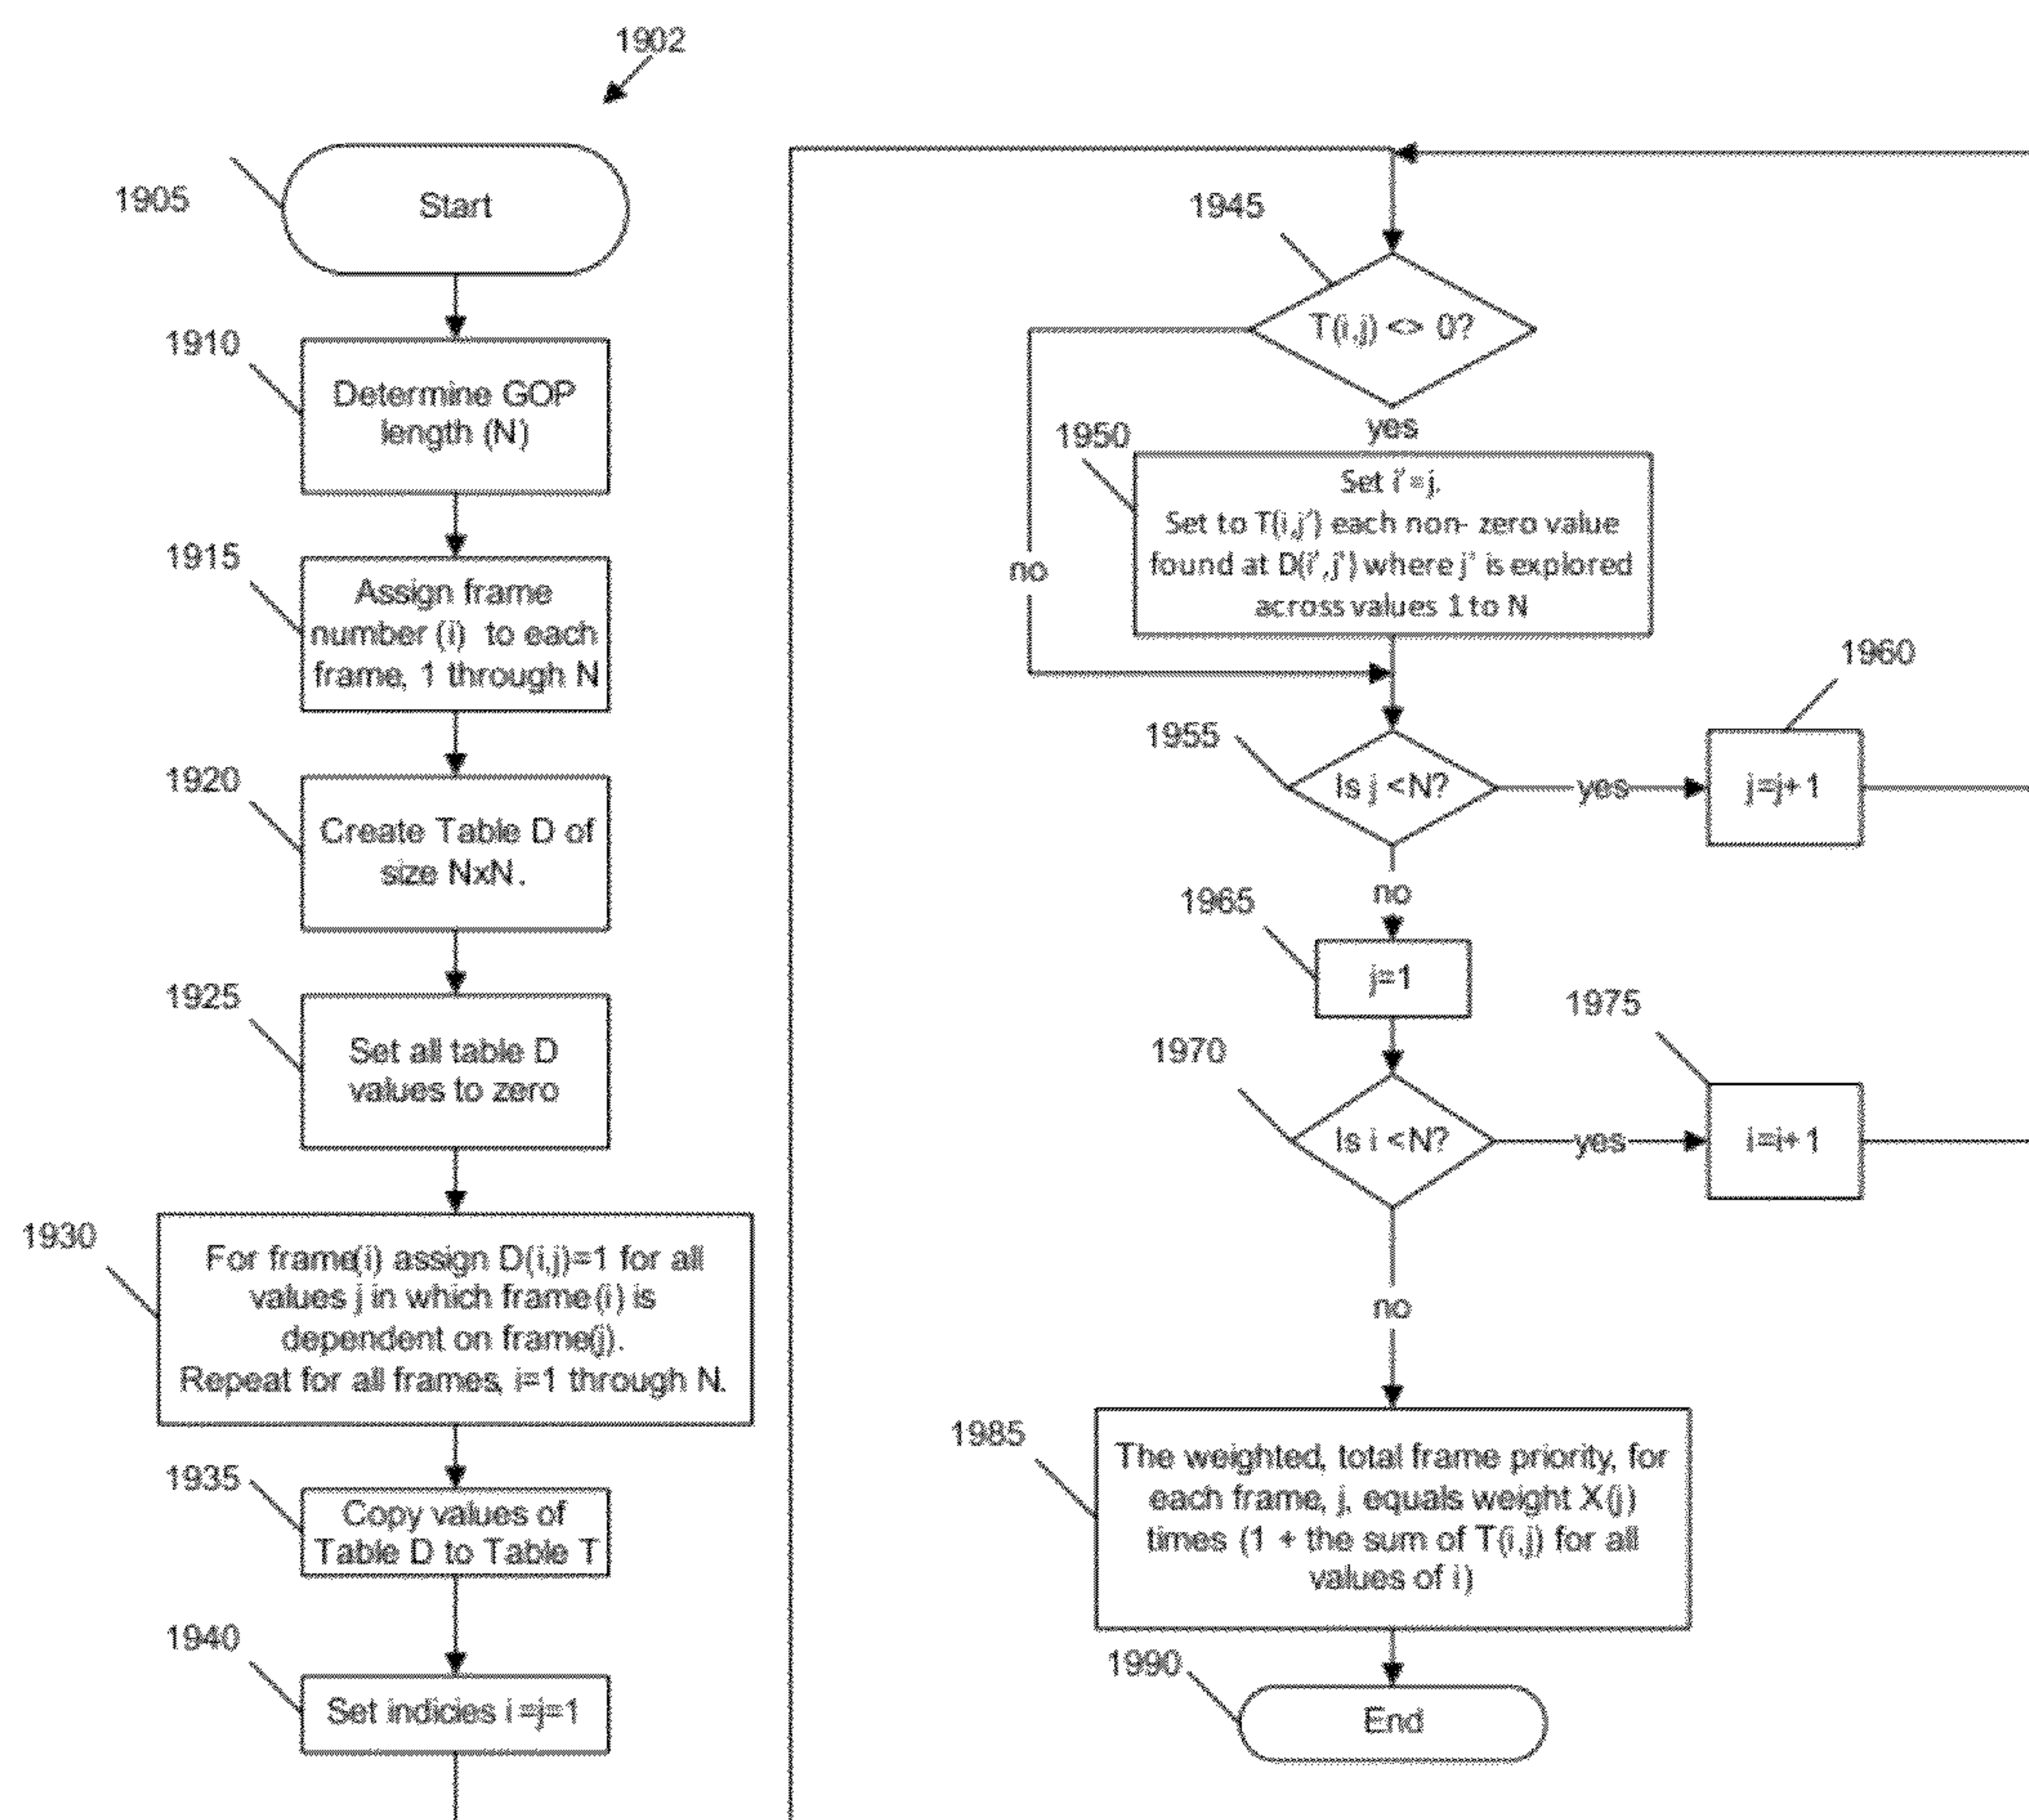 1902
1905
Start
1910
Determine GOP
length (N)
1915
Assign frame
number (i) to each
frame, 1 through N
1920
Create Table D of
size NxN.
1925
Set all table D
values to zero
1930
For frame(i) assign D(i,j)=1 for all
values j in which frame(i) is
dependent on frame(j).
Repeat for all frames, i=1 through N.
1935
Copy values of
Table D to Table T
1940
Set indicies i=j=1
1945
T(i,j) <> 0?
yes
no
1950
Set i'=j.
Set to T(i,j') each non- zero value
found at D(i',j') where j' is explored
across values 1 to N
1955
Is j <N?
yes
1960
j=j+1
no
1965
j=1
1970
Is i <N?
yes
1975
i=i+1
no
1985
The weighted, total frame priority, for
each frame, j, equals weight X(j)
times (1 + the sum of T(i,j) for all
values of i)
1990
End